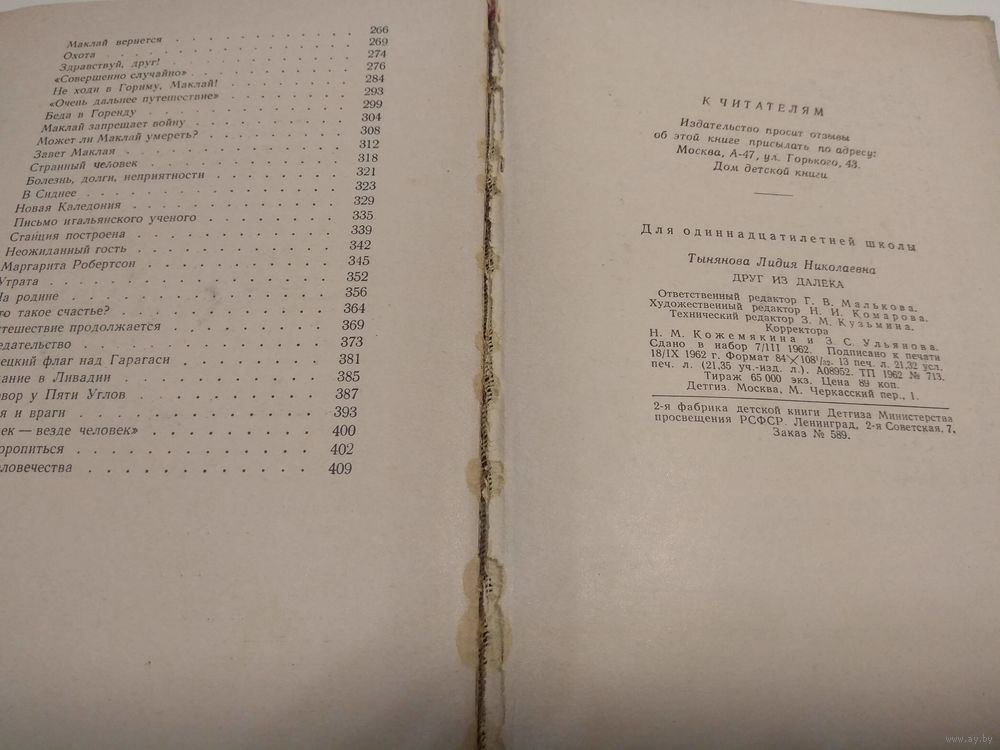 Маклай вернется . . . 266
Охота . . . 269
Здравствуй, друг! . . . 274
«Совершенно случайно» . . . 276
Не ходи в Гориму, Маклай! . . . 284
«Очень дальнее путешествие» . . . 293
Беда в Горенду . . . 299
Маклай запрещает войну . . . 304
Может ли Маклай умереть? . . . 308
Завет Маклая . . . 312
Странный человек . . . 318
Болезнь, долги, неприятности . . . 321
В Сиднее . . . 323
Новая Каледония . . . 329
Письмо итальянского ученого . . . 335
Станция построена . . . 339
Неожиданный гость . . . 342
Маргарита Робертсон . . . 345
Утрата . . . 352
На родине . . . 356
то такое счастье? . . . 364
тешествие продолжается . . . 369
едательство . . . 373
ецкий флаг над Гарагаси . . . 381
ание в Ливадии . . . 385
вор у Пяти Углов . . . 387
я и враги . . . 393
ек — везде человек» . . . 400
оропиться . . . 402
ловечества . . . 409
К ЧИТАТЕЛЯМ
Издательство просит отзывы
об этой книге присылать по адресу:
Москва, А-47, ул. Горького, 43.
Дом детской книги
Для одиннадцатилетней школы
Тынянова Лидия Николаевна
ДРУГ ИЗ ДАЛЕКА
Ответственный редактор Г. В. Малькова.
Художественный редактор Н. И. Комарова.
Технический редактор З. М. Кузьмина.
Корректора
Н. М. Кожемякина и З. С. Ульянова.
Сдано в набор 7/III 1962. Подписано к печати
18/IX 1962 г. Формат 84×108¹/₃₂. 13 печ. л. 21,32 усл.
печ. л. (21,35 уч.-изд. л.). А08952. ТП 1962 № 713.
Тираж 65 000 экз. Цена 89 коп.
Детгиз. Москва, М. Черкасский пер., 1.
2-я фабрика детской книги Детгиза Министерства
просвещения РСФСР. Ленинград, 2-я Советская, 7.
Заказ № 589.
www.ay.by